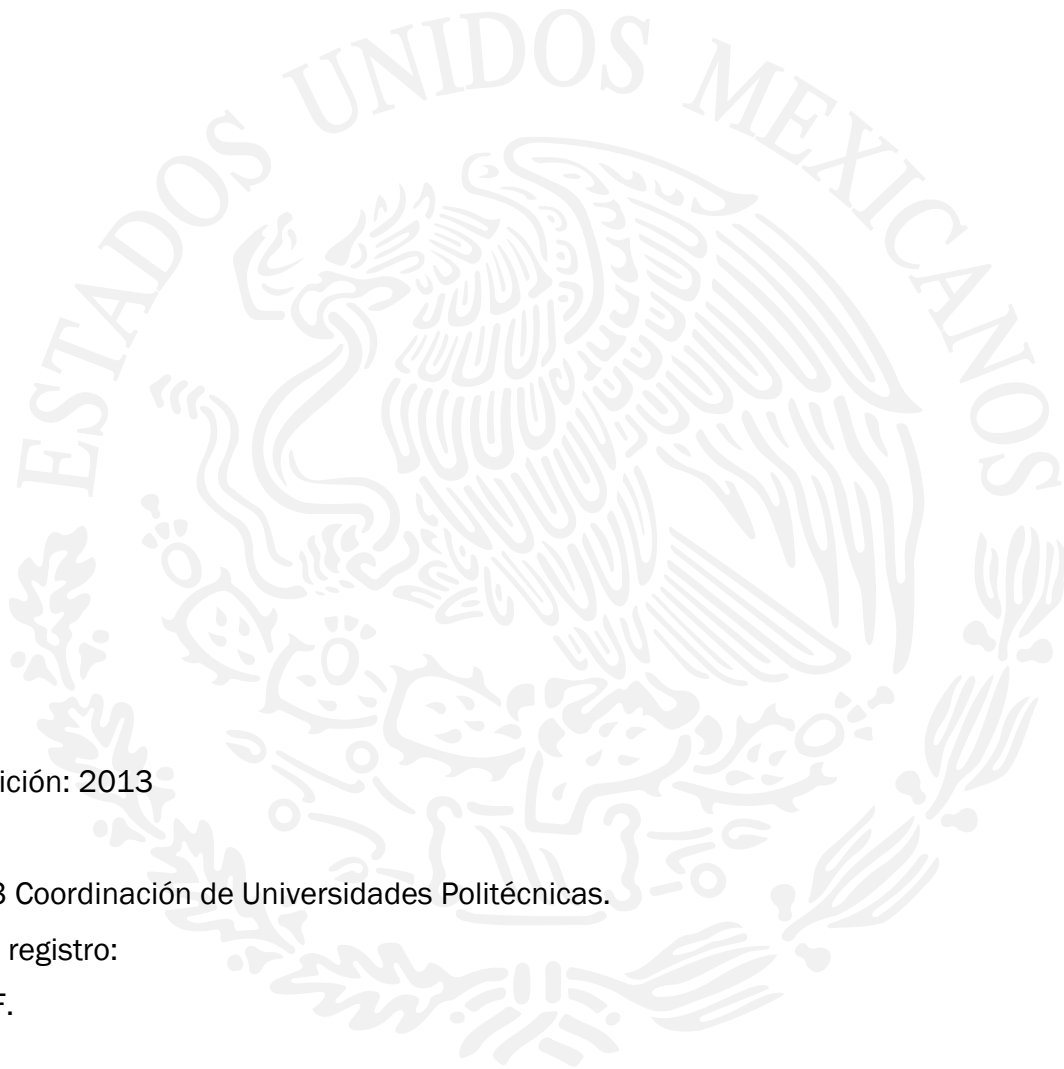 ESTADOS UNIDOS MEXICANOS
ición: 2013
3 Coordinación de Universidades Politécnicas.
registro:
F.